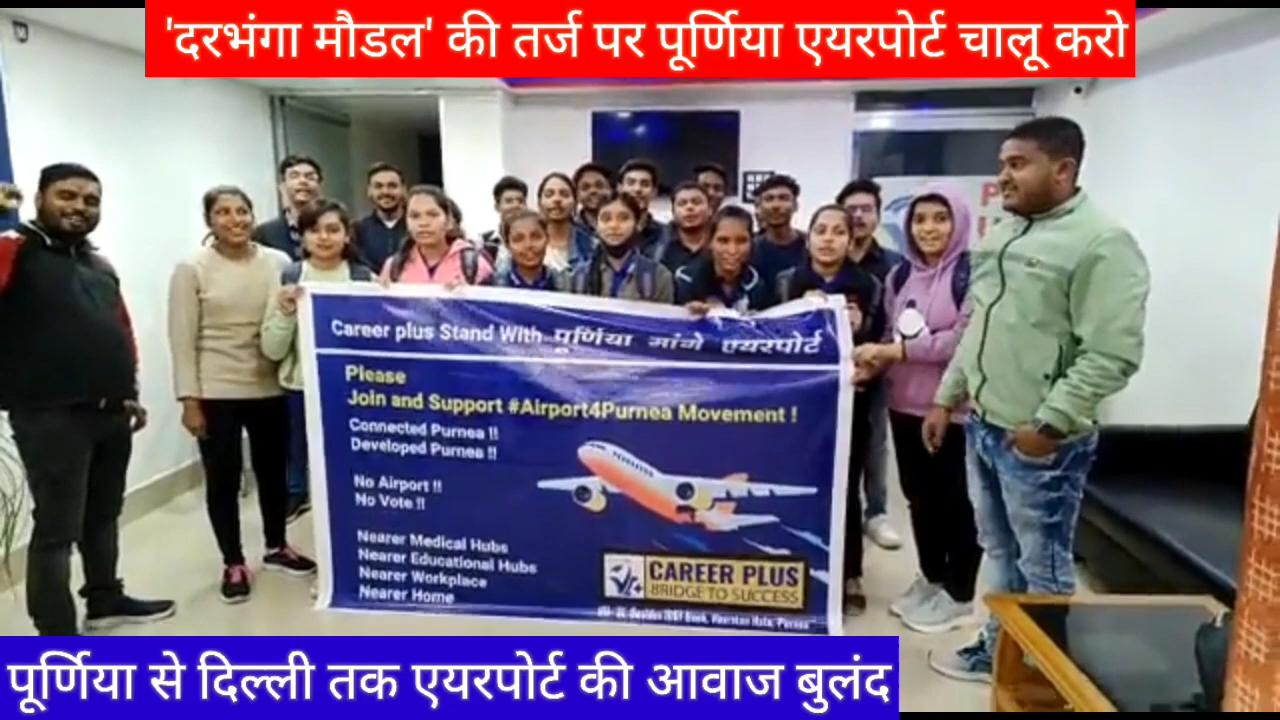 'दरभंगा मौडल' की तर्ज पर पूर्णिया एयरपोर्ट चालू करो
Career plus Stand With पूर्णिया मांगे एयरपोर्ट
Please
Join and Support #Airport4Purnea Movement !
Connected Purnea !!
Developed Purnea !!
No Airport !!
No Vote !!
Nearer Medical Hubs
Nearer Educational Hubs
Nearer Workplace
Nearer Home
CAREER PLUS
BRIDGE TO SUCCESS
Purnea
पूर्णिया से दिल्ली तक एयरपोर्ट की आवाज बुलंद